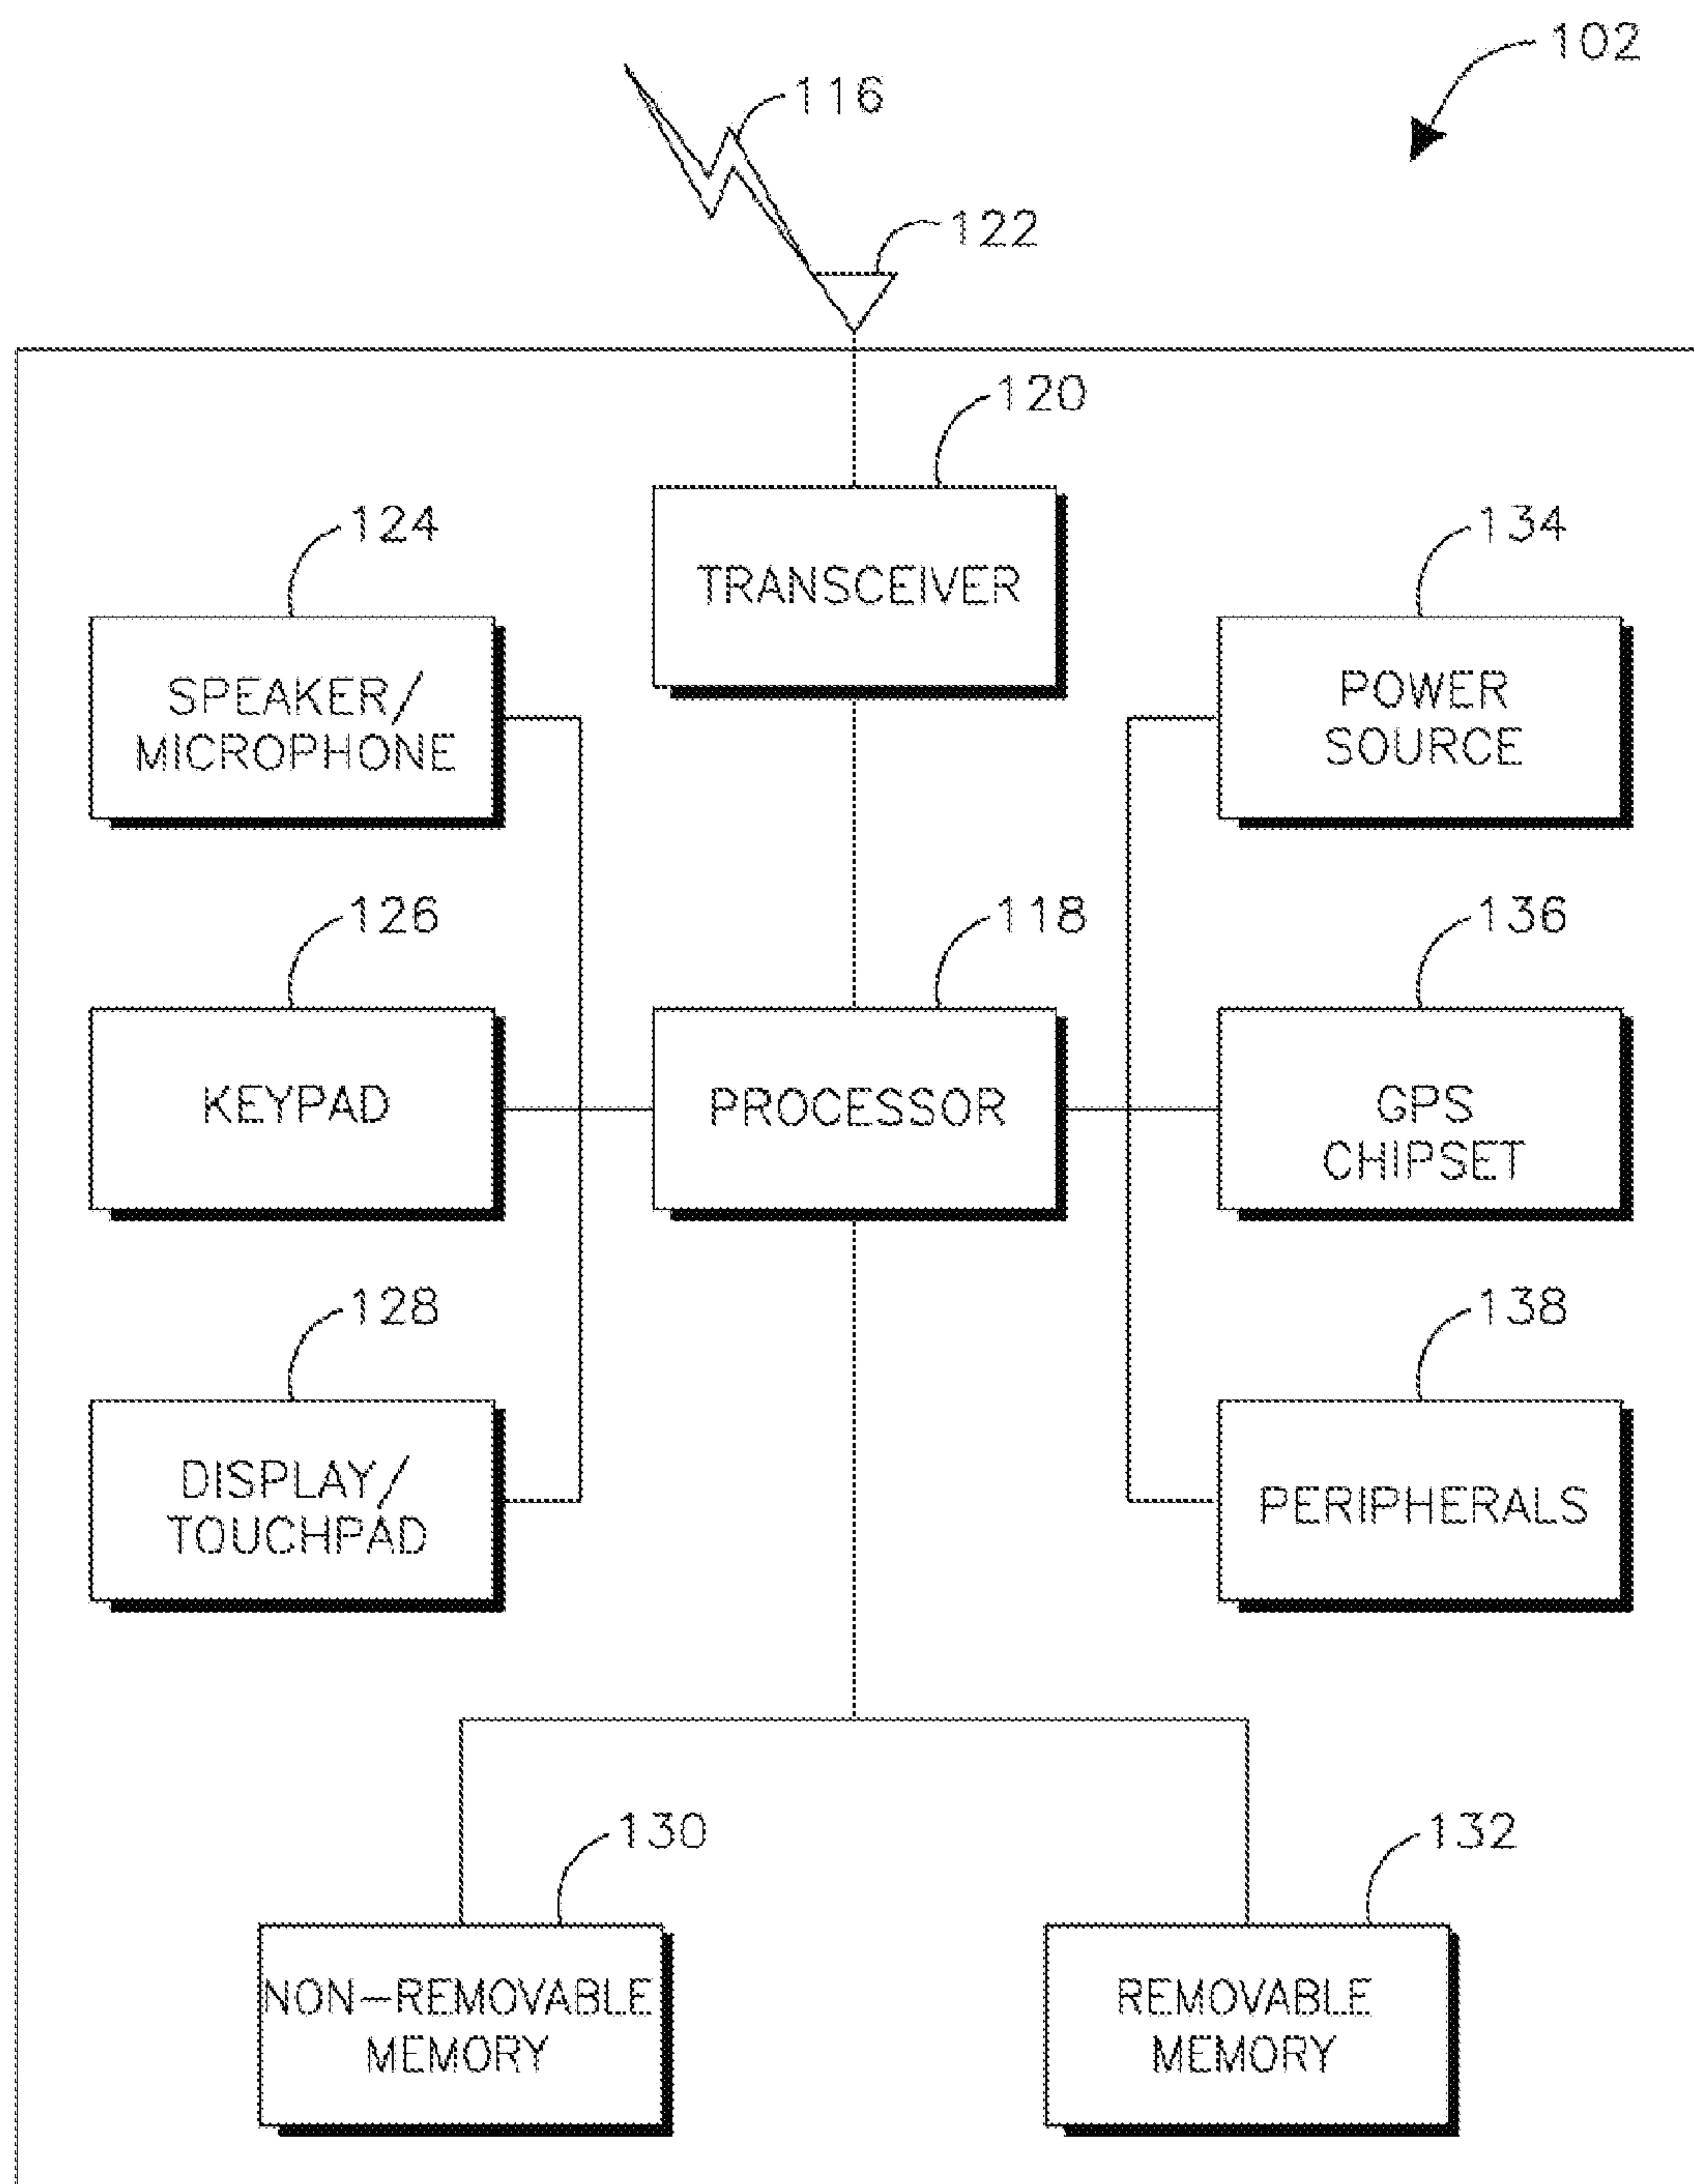 102
116
122
120
TRANSCEIVER
124
SPEAKER/
MICROPHONE
134
POWER
SOURCE
126
KEYPAD
118
PROCESSOR
136
GPS
CHIPSET
128
DISPLAY/
TOUCHPAD
138
PERIPHERALS
130
NON-REMOVABLE
MEMORY
132
REMOVABLE
MEMORY